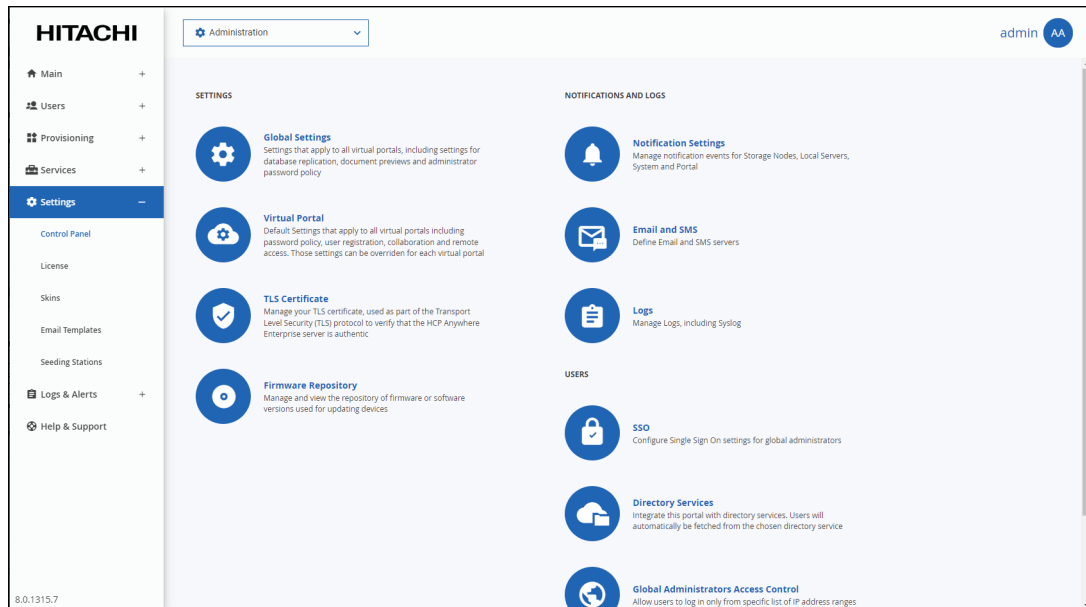 HITACHI
Administration
admin
AA
Main
Users
Provisioning
Services
Settings
Control Panel
License
Skins
Email Templates
Seeding Stations
Logs & Alerts
Help & Support
8.0.1315.7
SETTINGS
Global Settings
Settings that apply to all virtual portals, including settings for
database replication, document previews and administrator
password policy
Virtual Portal
Default Settings that apply to all virtual portals including
password policy, user registration, collaboration and remote
access. Those settings can be overriden for each virtual portal
TLS Certificate
Manage your TLS certificate, used as part of the Transport
Level Security (TLS) protocol to verify that the HCP Anywhere
Enterprise server is authentic
Firmware Repository
Manage and view the repository of firmware or software
versions used for updating devices
NOTIFICATIONS AND LOGS
Notification Settings
Manage notification events for Storage Nodes, Local Servers,
System and Portal
Email and SMS
Define Email and SMS servers
Logs
Manage Logs, including Syslog
USERS
SSO
Configure Single Sign On settings for global administrators
Directory Services
Integrate this portal with directory services. Users will
automatically be fetched from the chosen directory service
Global Administrators Access Control
Allow users to log in only from specific list of IP address ranges